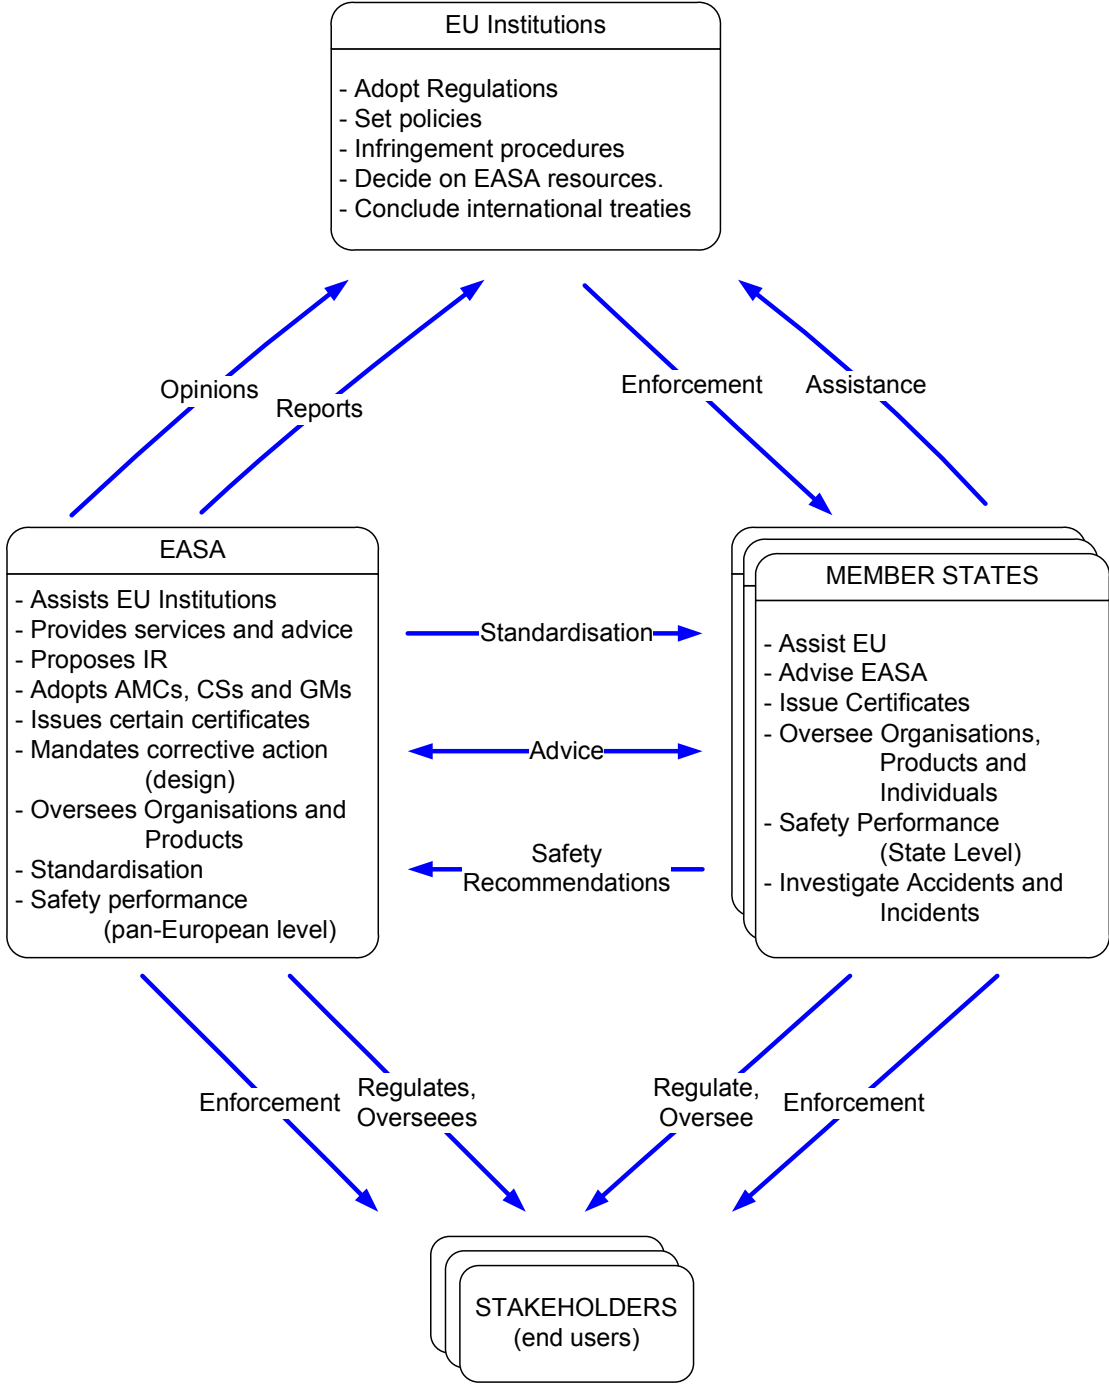 EU Institutions
- Adopt Regulations
- Set policies
- Infringement procedures
- Decide on EASA resources.
- Conclude international treaties
Opinions
Reports
Enforcement
Assistance
EASA
- Assists EU Institutions
- Provides services and advice
- Proposes IR
- Adopts AMCs, CSs and GMs
- Issues certain certificates
- Mandates corrective action
(design)
- Oversees Organisations and
Products
- Standardisation
- Safety performance
(pan-European level)
Standardisation
Advice
Safety
Recommendations
MEMBER STATES
- Assist EU
- Advise EASA
- Issue Certificates
- Oversee Organisations,
Products and
Individuals
- Safety Performance
(State Level)
- Investigate Accidents and
Incidents
Enforcement
Regulates,
Overseees
Regulate,
Oversee
Enforcement
STAKEHOLDERS
(end users)